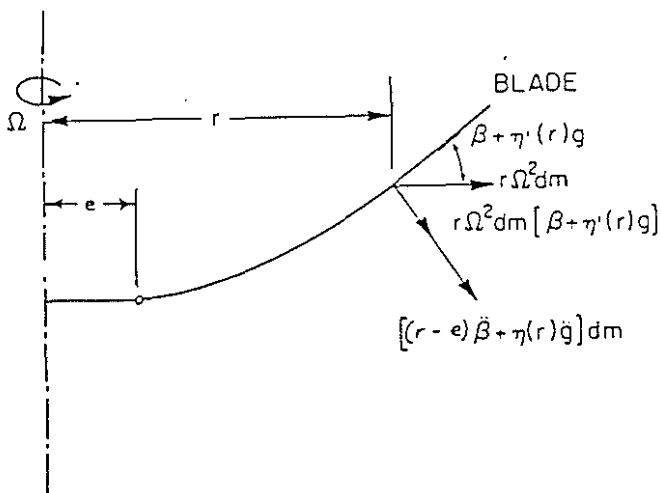 BLADE
Ω
r
β + η'(r)g
rΩ²dm
e
rΩ²dm[β + η'(r)g]
[(r - e)β̈ + η(r)g̈]dm